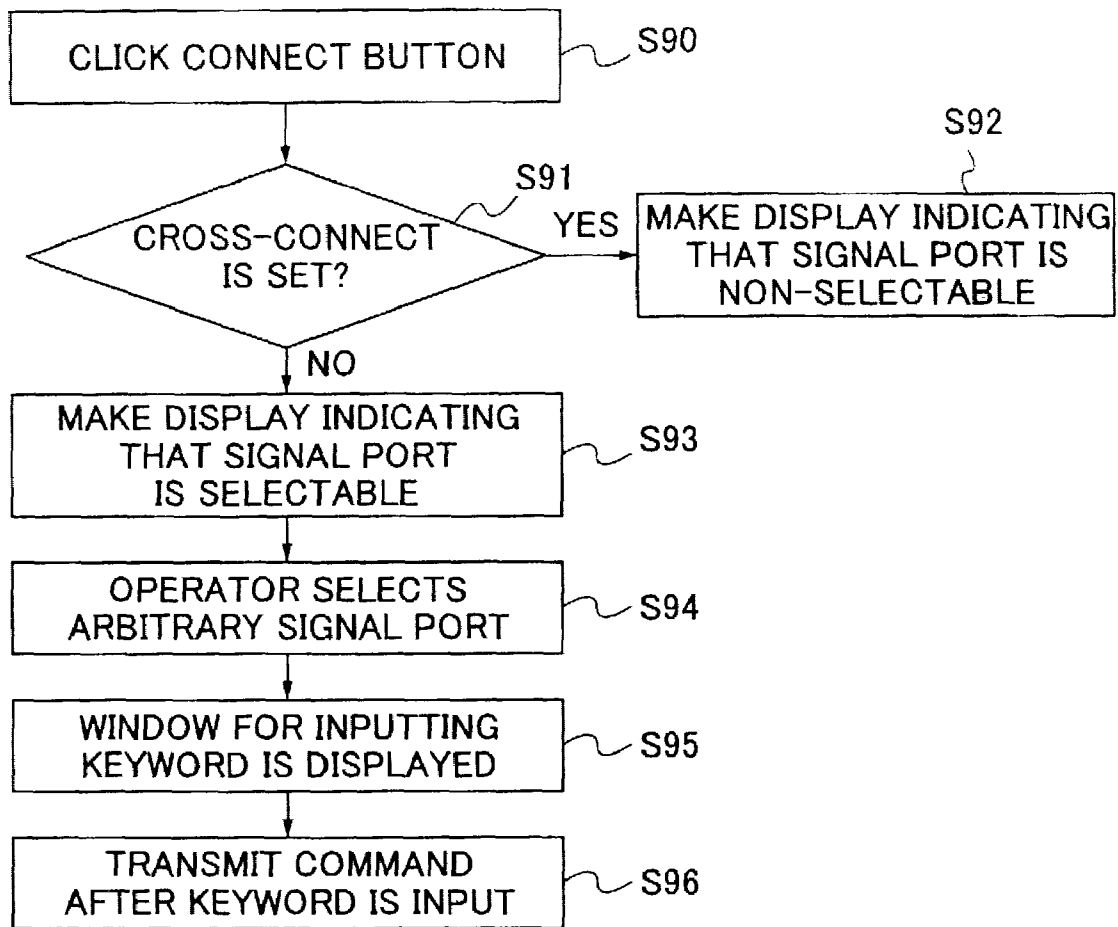 CLICK CONNECT BUTTON
S90
CROSS-CONNECT
IS SET?
S91
YES
S92
MAKE DISPLAY INDICATING
THAT SIGNAL PORT IS
NON-SELECTABLE
NO
MAKE DISPLAY INDICATING
THAT SIGNAL PORT
IS SELECTABLE
S93
OPERATOR SELECTS
ARBITRARY SIGNAL PORT
S94
WINDOW FOR INPUTTING
KEYWORD IS DISPLAYED
S95
TRANSMIT COMMAND
AFTER KEYWORD IS INPUT
S96